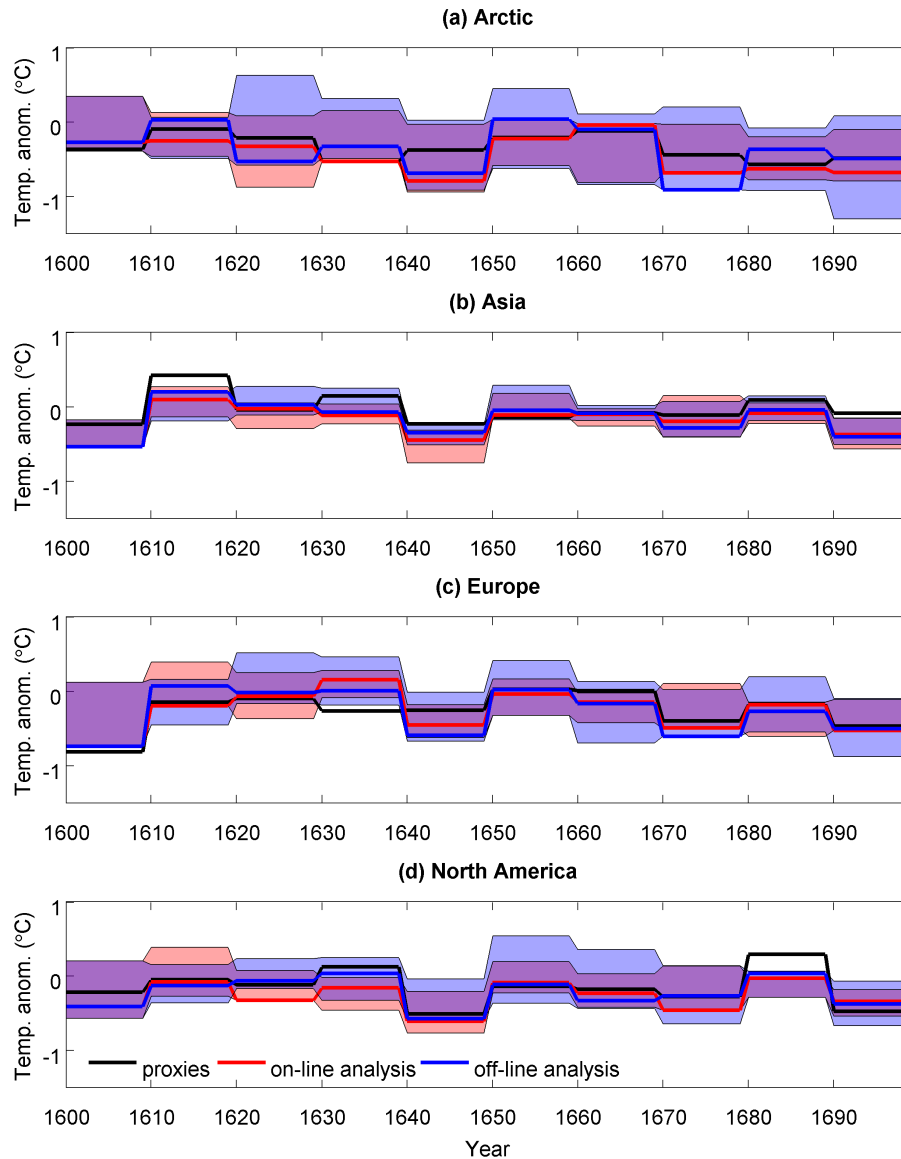 (a) Arctic
1
0
-1
Temp. anom. (°C)
1600 1610 1620 1630 1640 1650 1660 1670 1680 1690
(b) Asia
1
0
-1
Temp. anom. (°C)
1600 1610 1620 1630 1640 1650 1660 1670 1680 1690
(c) Europe
1
0
-1
Temp. anom. (°C)
1600 1610 1620 1630 1640 1650 1660 1670 1680 1690
(d) North America
1
0
-1
Temp. anom. (°C)
proxies on-line analysis off-line analysis
1600 1610 1620 1630 1640 1650 1660 1670 1680 1690
Year